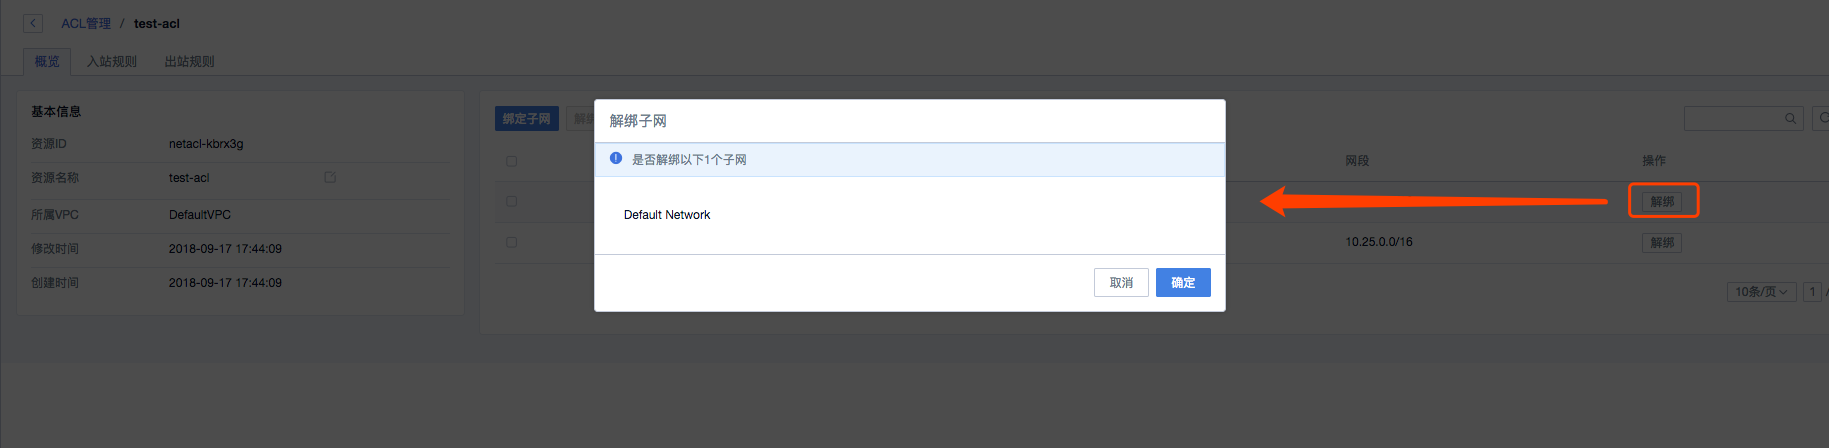 ACL管理 / test-acl
概览 入站规则 出站规则
基本信息
资源ID netacl-kbrx3g
资源名称 test-acl
所属VPC DefaultVPC
修改时间 2018-09-17 17:44:09
创建时间 2018-09-17 17:44:09
绑定子网 解绑
网段 操作
解绑
10.25.0.0/16 解绑
10条/页 1 /
解绑子网
是否解绑以下1个子网
Default Network
取消 确定